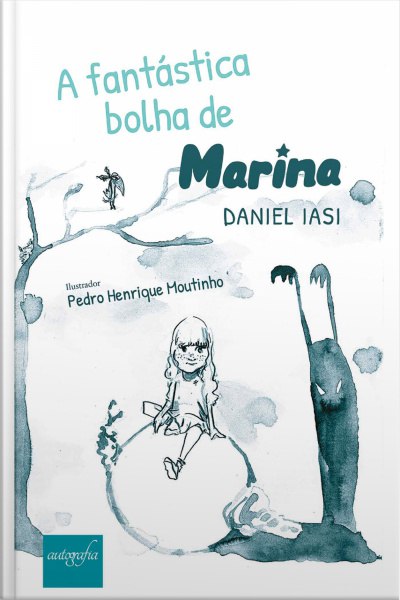 A fantástica
bolha de
Marina
DANIEL IASI
Ilustrador
Pedro Henrique Moutinho
autografia